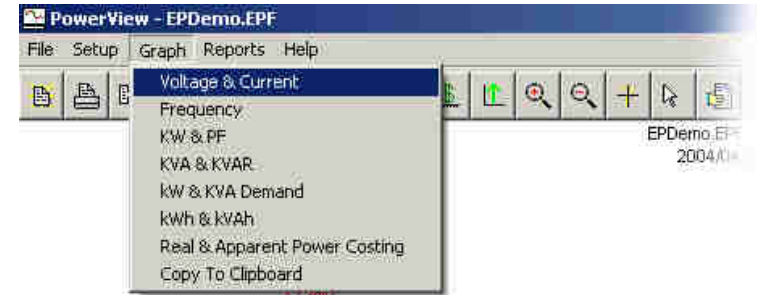 PowerView - EPDemo.EPF
File Setup Graph Reports Help
Voltage & Current
Frequency
KW & PF
KVA & KVAR
kW & KVA Demand
kWh & kVAh
Real & Apparent Power Costing
Copy To Clipboard
EPDemo.EPF
2004/